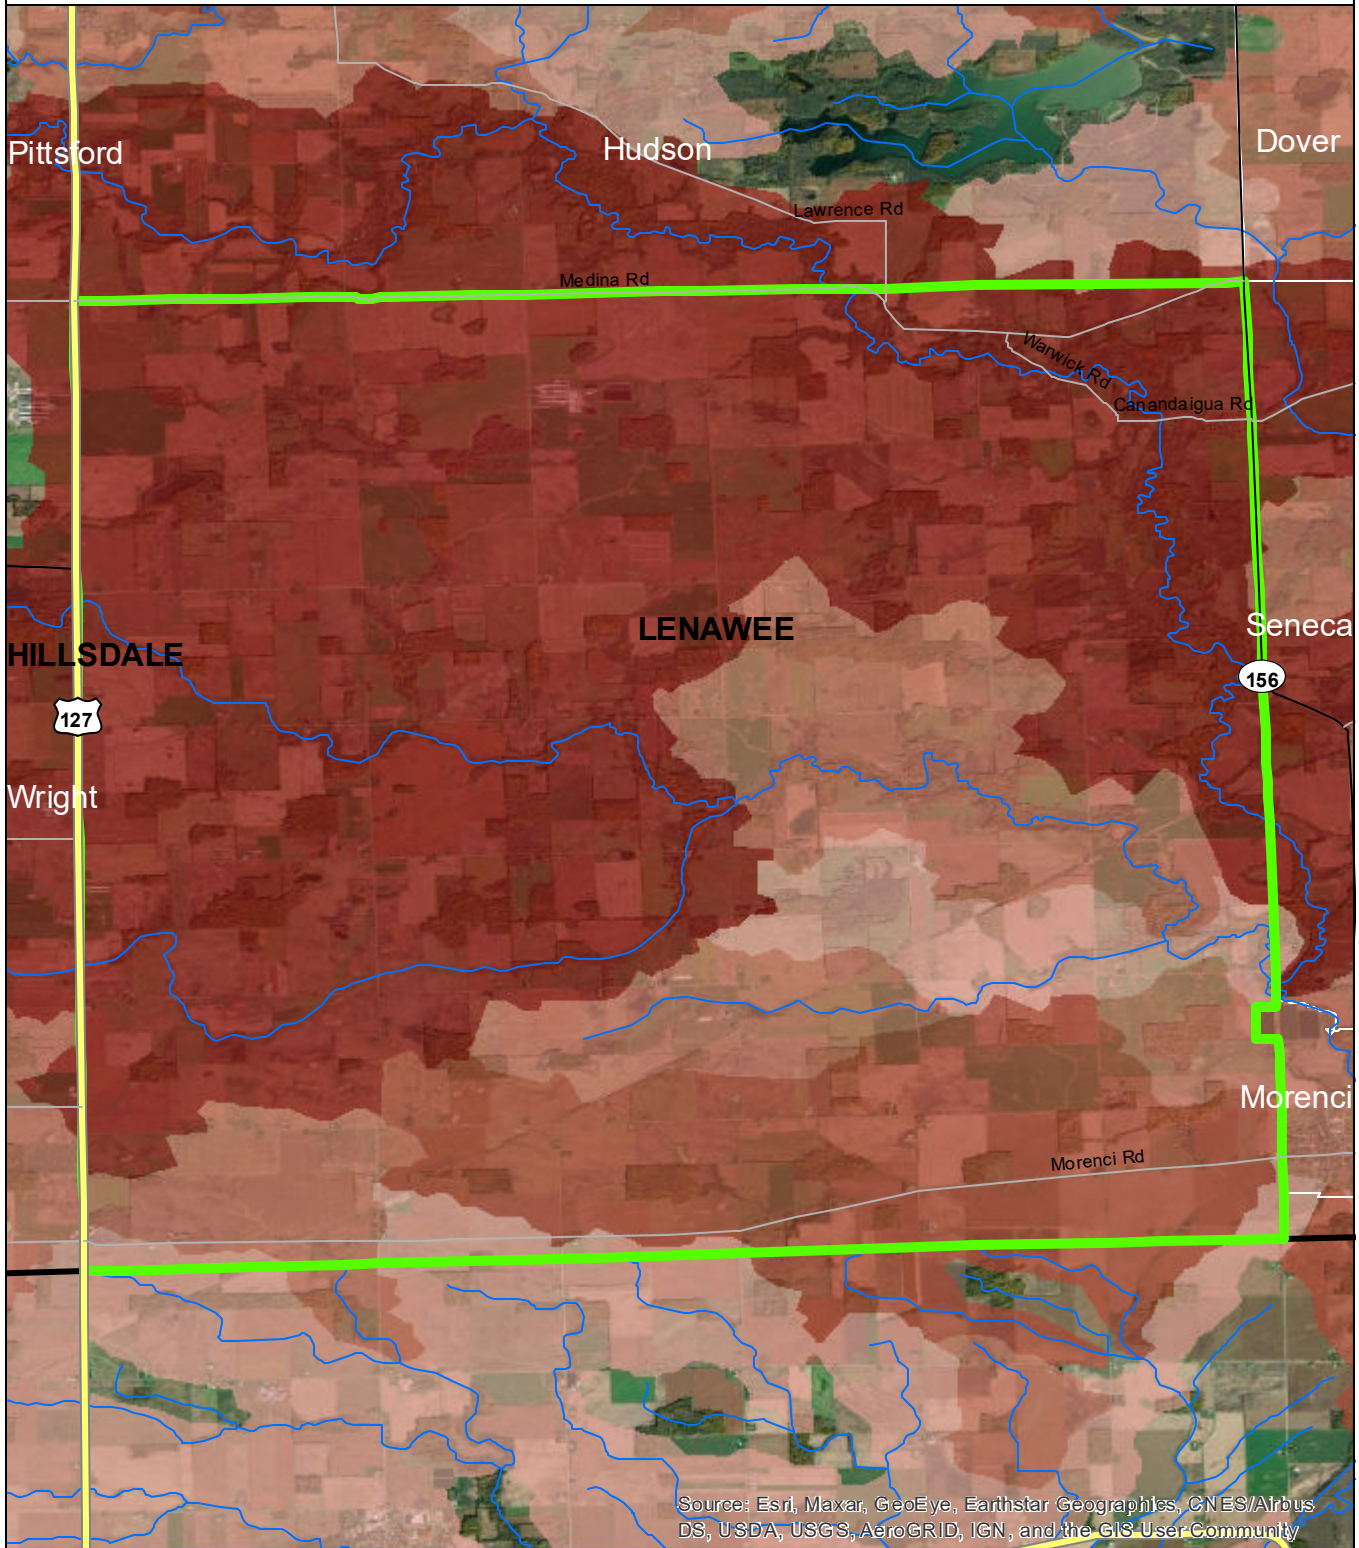 Pittsford
Hudson
Dover
Lawrence Rd
Medina Rd
Warwick Rd
Canandaigua Rd
LENAWEE
Seneca
HILLSDALE
156
127
Wright
Morenci
Morenci Rd
Source: Esri, Maxar, GeoEye, Earthstar Geographics, CNES/Airbus
DS, USDA, USGS, AeroGRID, IGN, and the GIS User Community